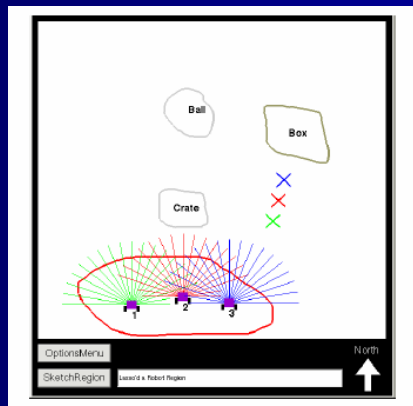 Ball
Box
Crate
1 2 3
OptionsMenu
North
SketchRegion Lasso'd a Robot Region